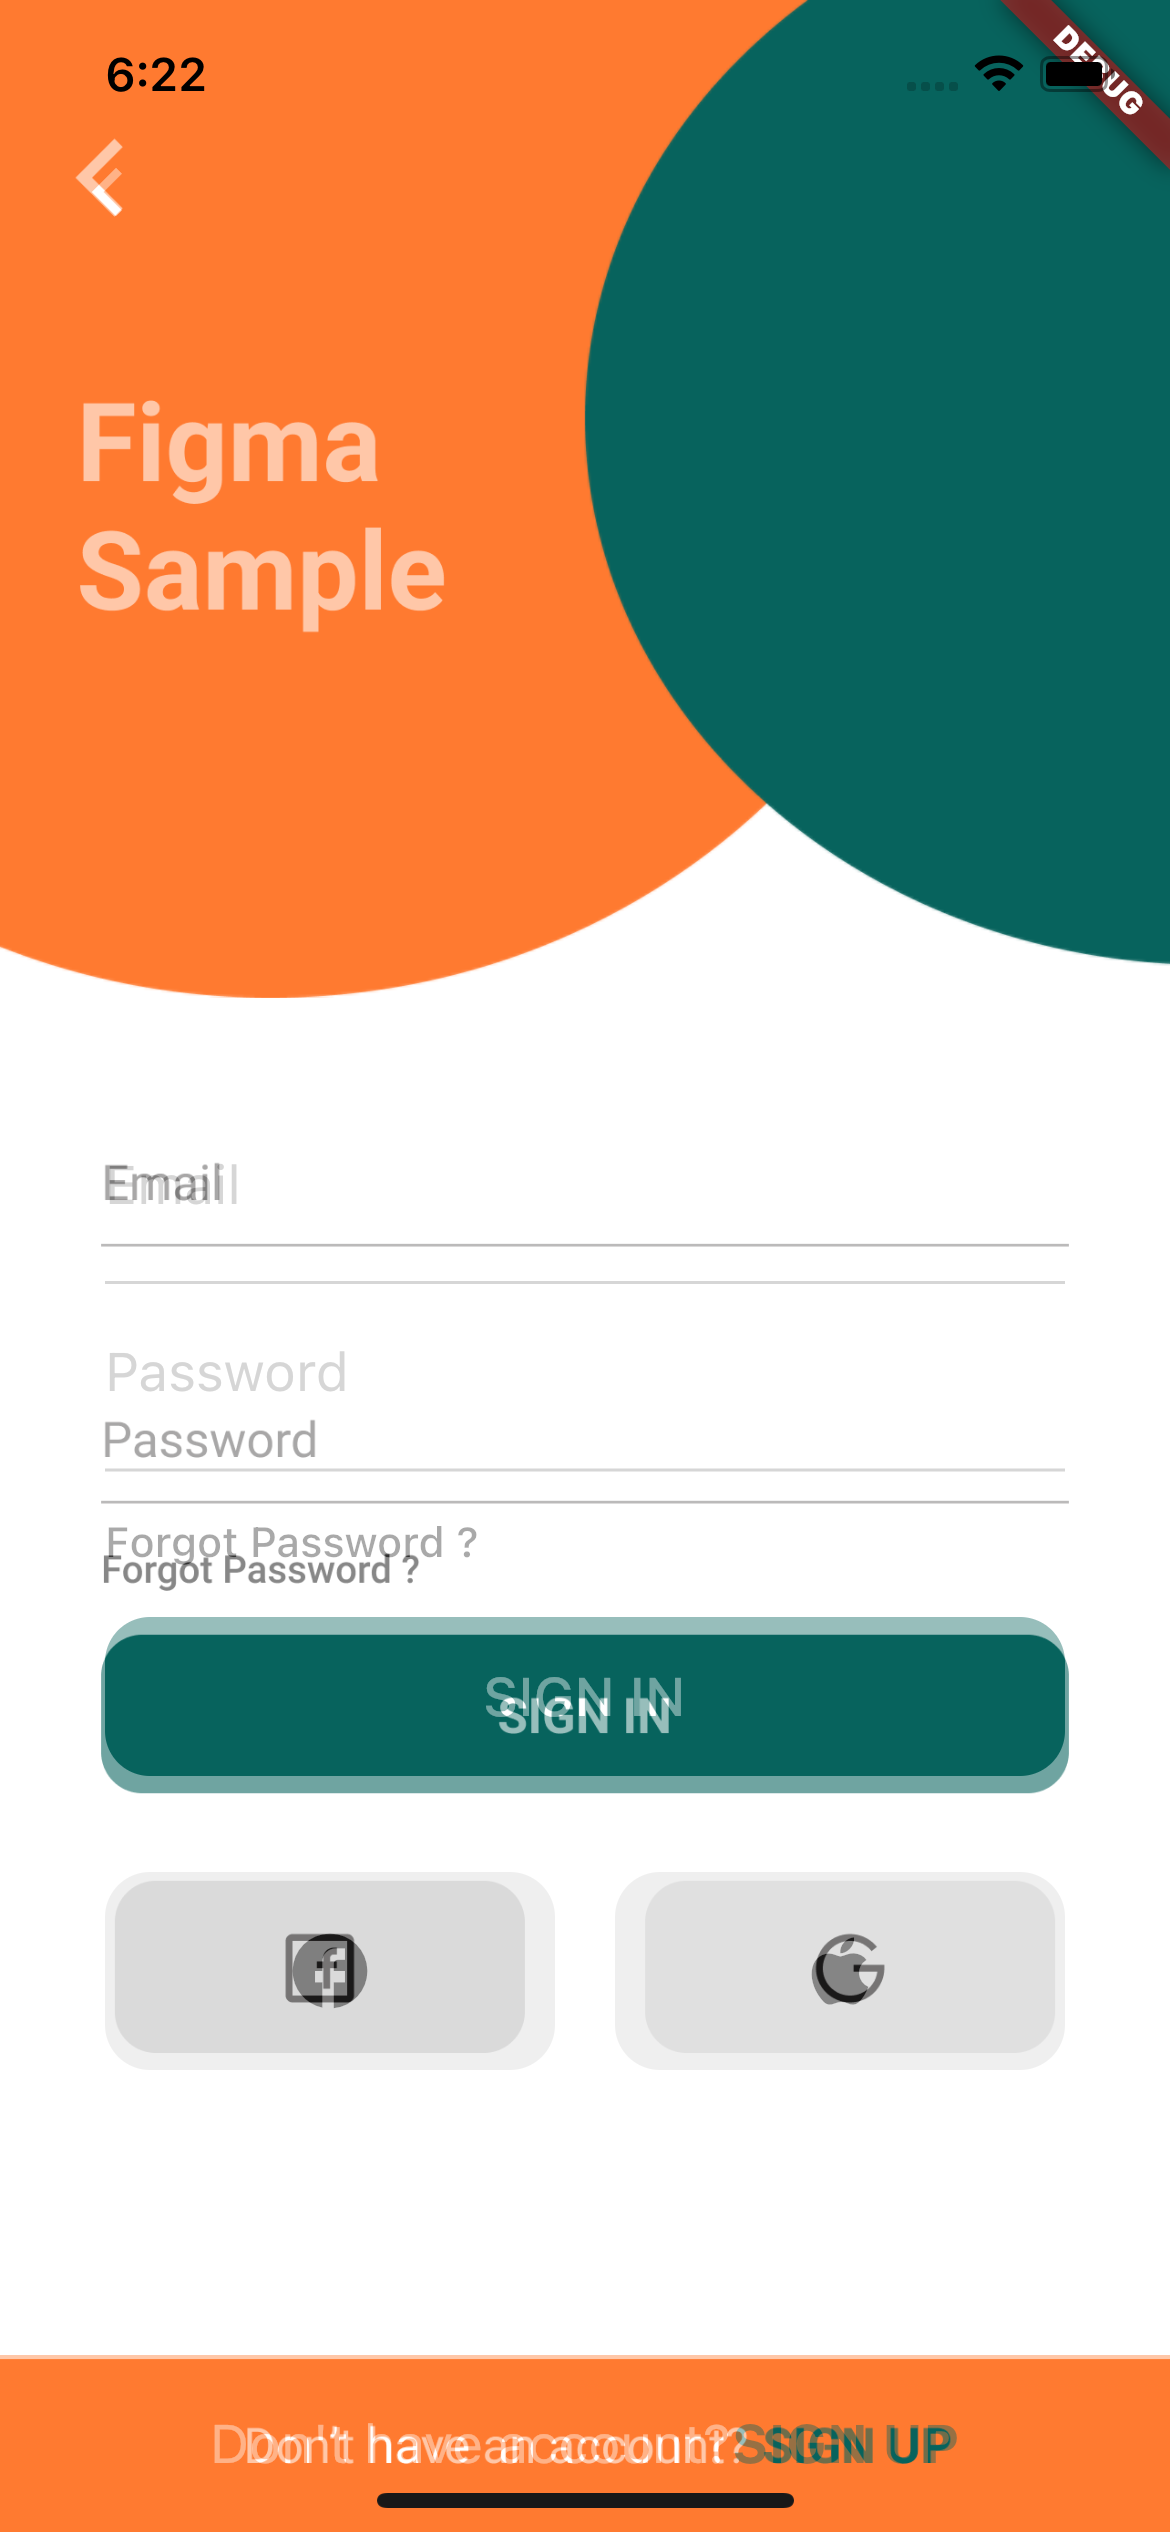 6:22
DEBUG
Figma
Sample
Email
Email
Password
Password
Forgot Password ?
Forgot Password ?
SIGN IN
SIGN IN
Don't have an account? SIGN UP
Don't have an account? SIGN UP